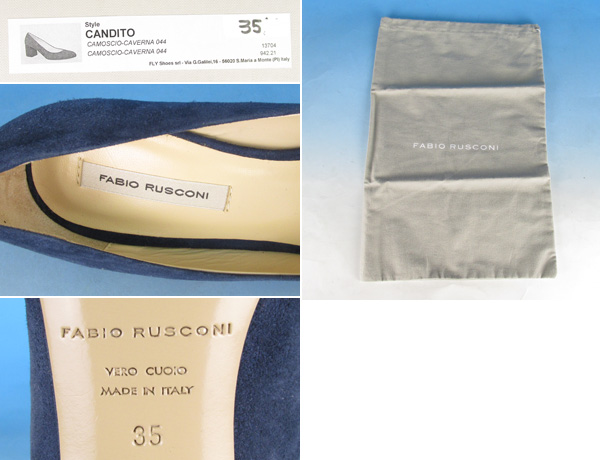 Style
CANDITO
CAMOSCIO-CAVERNA 044
CAMOSCIO-CAVERNA 044
35
13704
942 21
FLY Shoes srl - Via G.Galilei,16 - 56020 S.Maria a Monte (PI) Italy
FABIO RUSCONI
FABIO RUSCONI
FABIO RUSCONI
VERO CUOIO
MADE IN ITALY
35